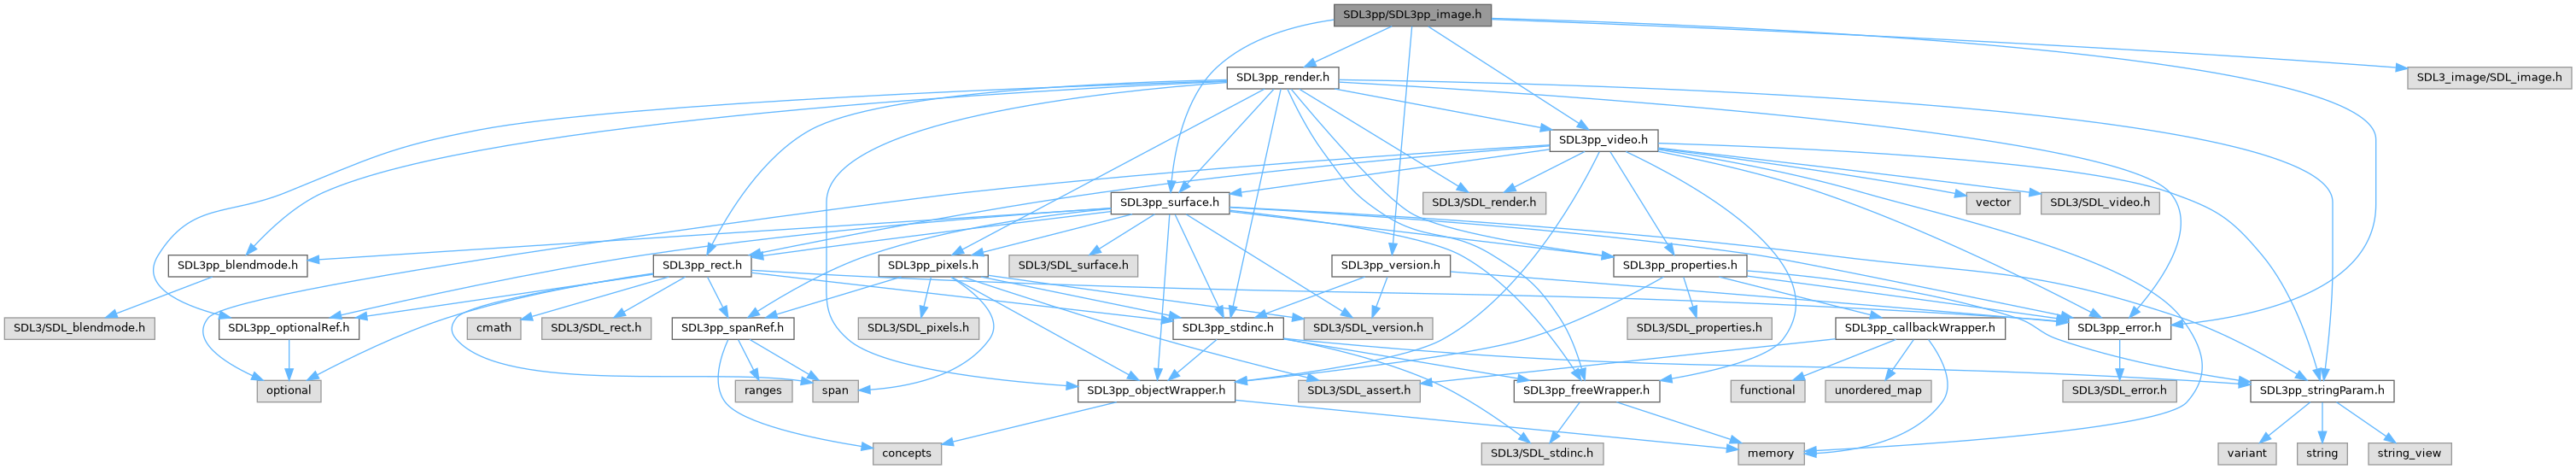 SDL3pp/SDL3pp_image.h
SDL3pp_render.h
SDL3_image/SDL_image.h
SDL3pp_video.h
SDL3pp_surface.h
SDL3/SDL_render.h
vector
SDL3/SDL_video.h
SDL3pp_blendmode.h
SDL3pp_rect.h
SDL3pp_pixels.h
SDL3/SDL_surface.h
SDL3pp_version.h
SDL3pp_properties.h
SDL3/SDL_blendmode.h
SDL3pp_optionalRef.h
cmath
SDL3/SDL_rect.h
SDL3pp_spanRef.h
SDL3/SDL_pixels.h
SDL3pp_stdinc.h
SDL3/SDL_version.h
SDL3/SDL_properties.h
SDL3pp_callbackWrapper.h
SDL3pp_error.h
optional
ranges
span
SDL3pp_objectWrapper.h
SDL3/SDL_assert.h
SDL3pp_freeWrapper.h
functional
unordered_map
SDL3/SDL_error.h
SDL3pp_stringParam.h
concepts
SDL3/SDL_stdinc.h
memory
variant
string
string_view